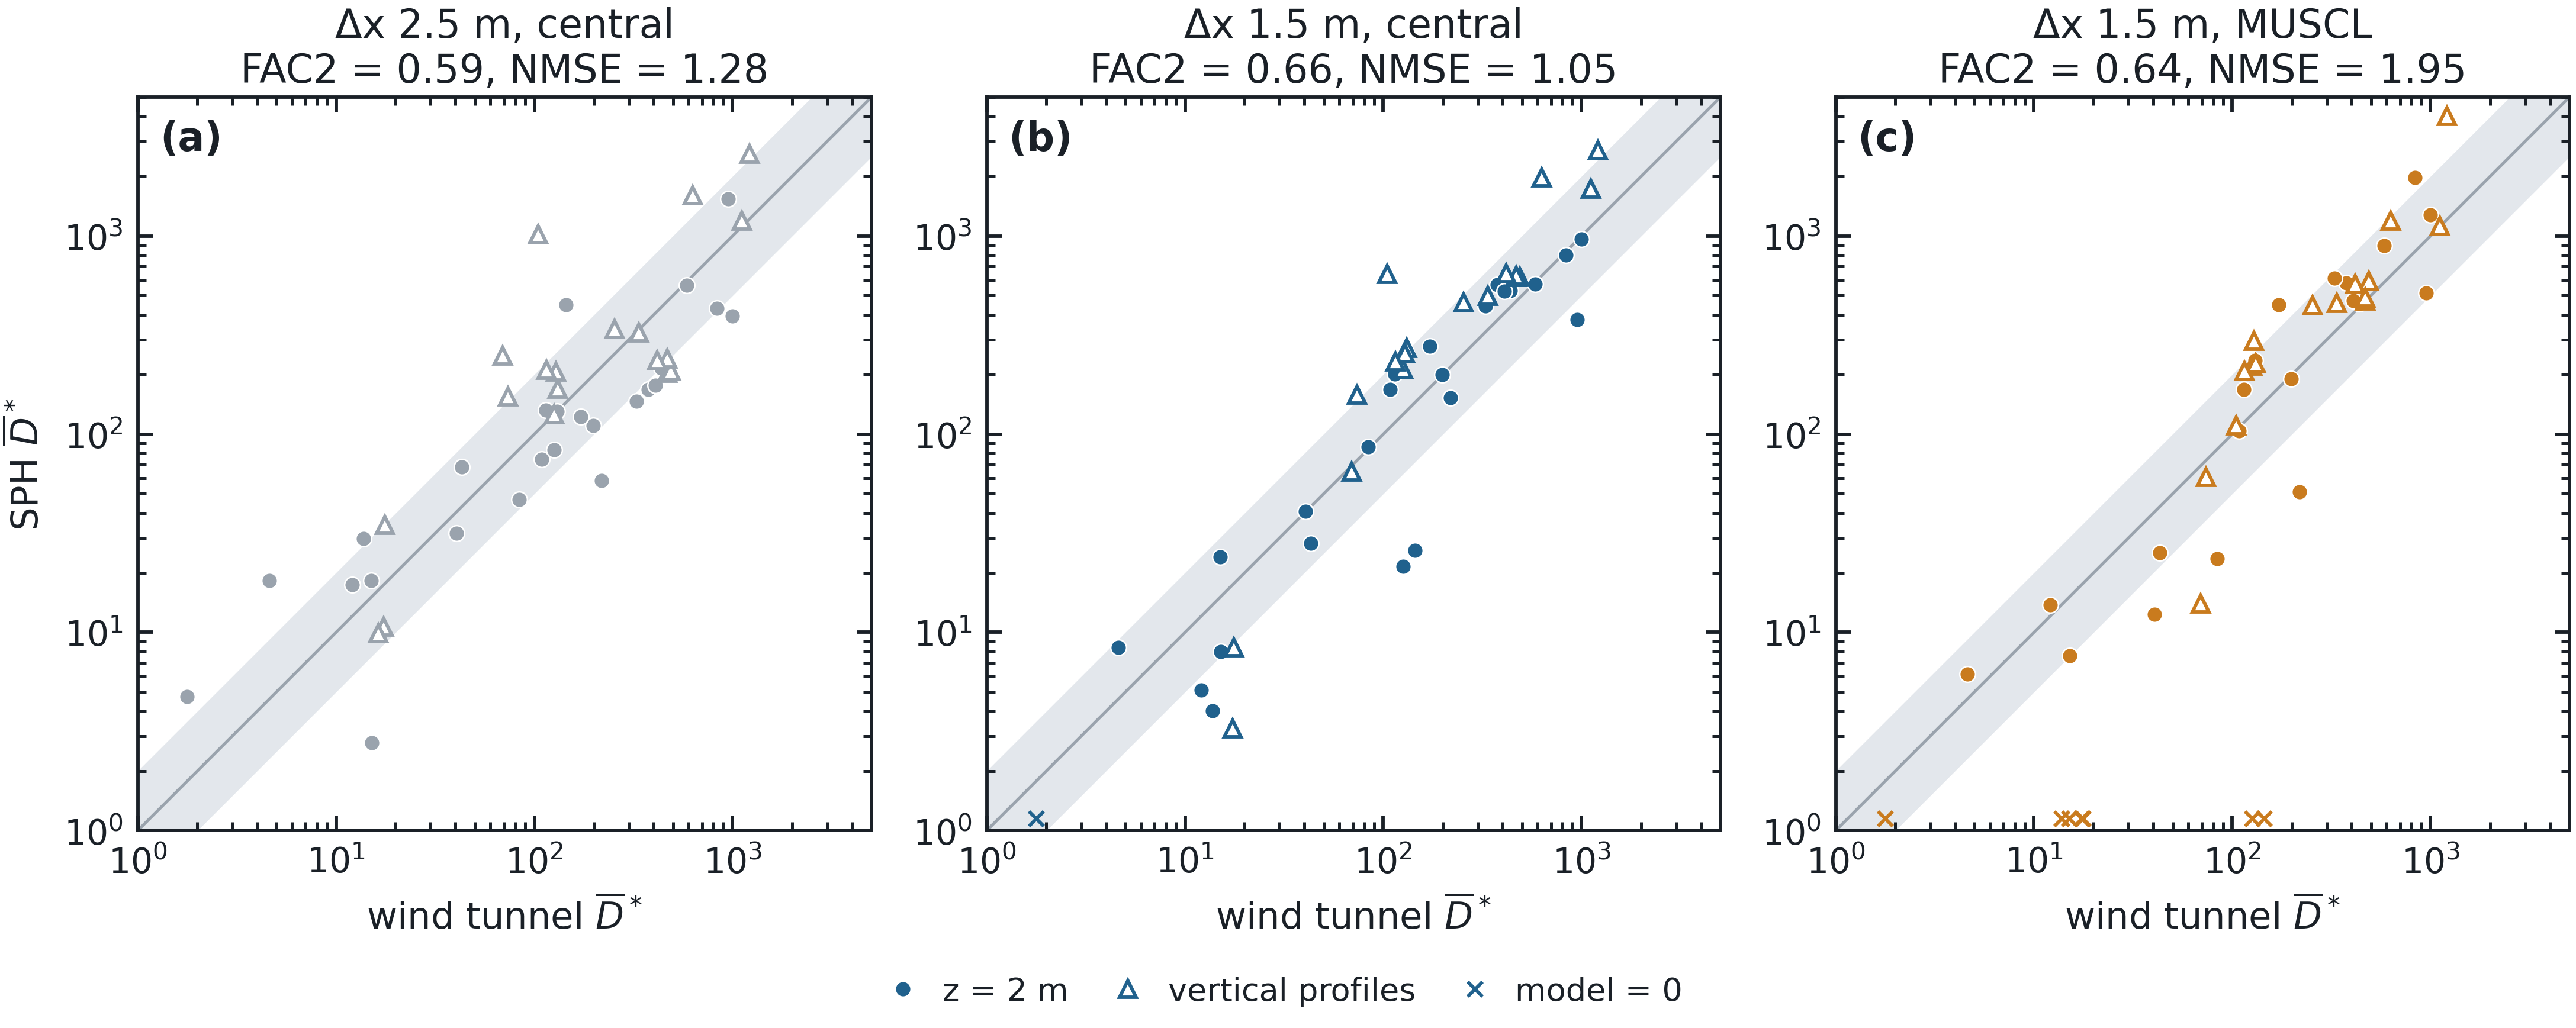 Δx 2.5 m, central
FAC2 = 0.59, NMSE = 1.28
Δx 1.5 m, central
FAC2 = 0.66, NMSE = 1.05
Δx 1.5 m, MUSCL
FAC2 = 0.64, NMSE = 1.95
(a)
(b)
(c)
SPH D̅*
10³
10²
10¹
10⁰
10³
10²
10¹
10⁰
10³
10²
10¹
10⁰
10⁰ 10¹ 10² 10³
10⁰ 10¹ 10² 10³
10⁰ 10¹ 10² 10³
wind tunnel D̅*
wind tunnel D̅*
wind tunnel D̅*
z = 2 m
vertical profiles
model = 0